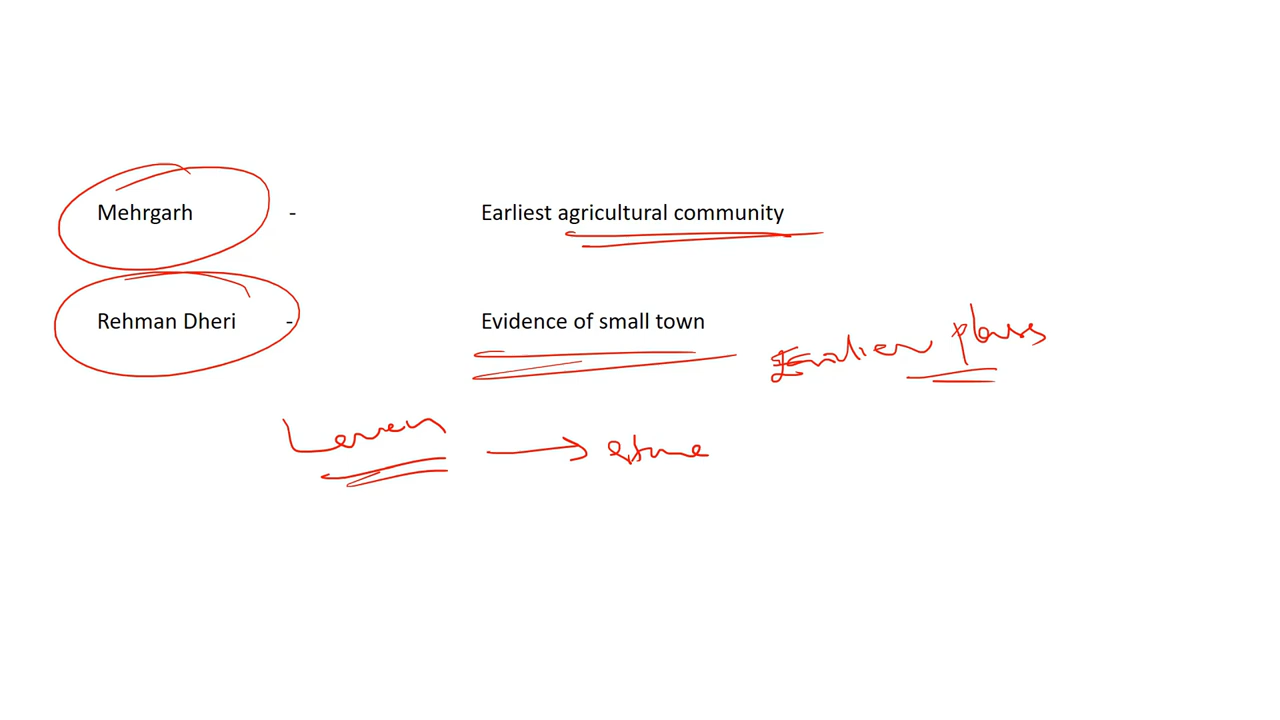 Mehrgarh - Earliest agricultural community
Rehman Dheri - Evidence of small town